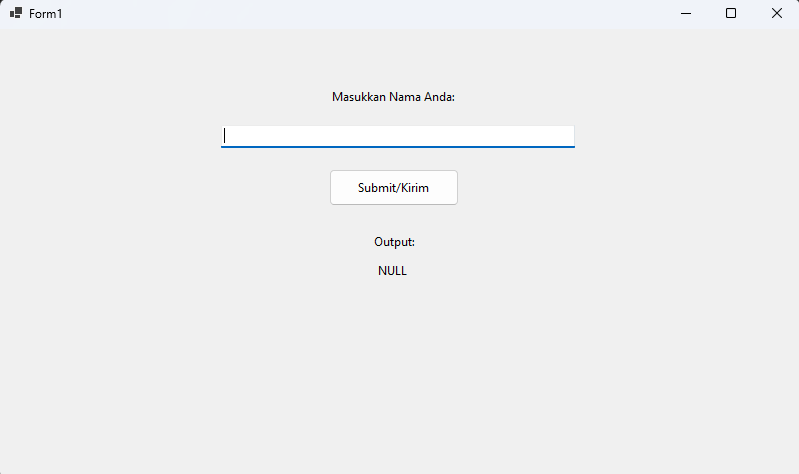 Form1
Masukkan Nama Anda:
Submit/Kirim
Output:
NULL